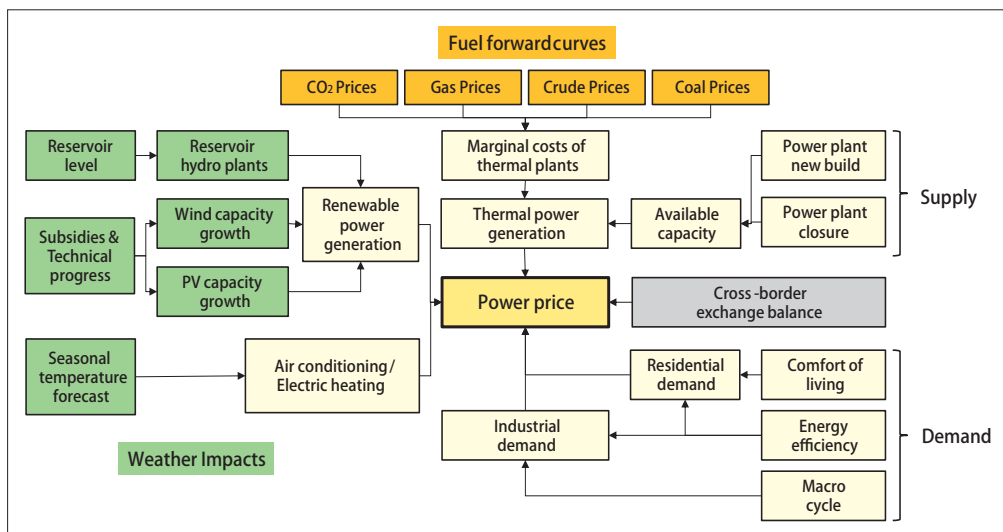 Fuel forward curves
CO2 Prices
Gas Prices
Crude Prices
Coal Prices
Reservoir
level
Reservoir
hydro plants
Marginal costs of
thermal plants
Power plant
new build
Supply
Subsidies &
Technical
progress
Wind capacity
growth
Renewable
power
generation
Thermal power
generation
Available
capacity
Power plant
closure
PV capacity
growth
Power price
Cross -border
exchange balance
Seasonal
temperature
forecast
Air conditioning /
Electric heating
Residential
demand
Comfort of
living
Industrial
demand
Energy
efficiency
Demand
Weather Impacts
Macro
cycle